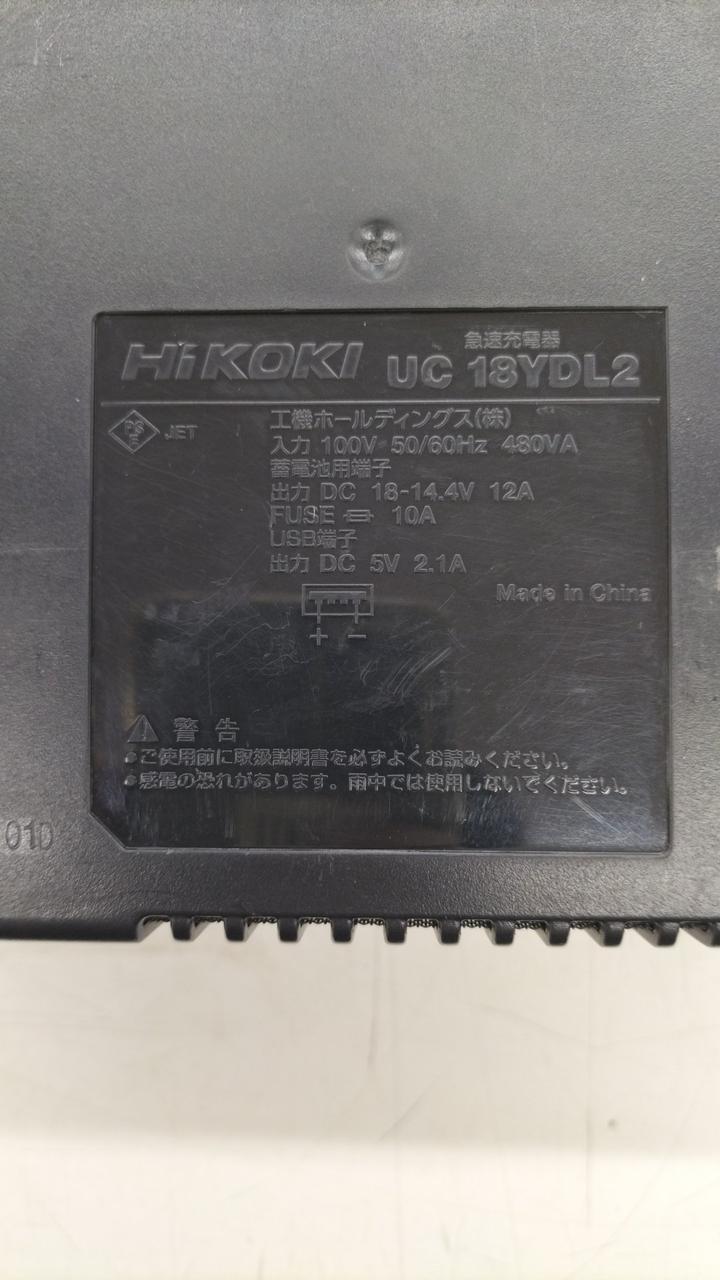 HiKOKI
急速充電器
UC 18YDL2
PS
E
JET
工機ホールディングス(株)
入力 100V 50/60Hz 480VA
蓄電池用端子
出力 DC 18-14.4V 12A
FUSE 10A
USB端子
出力 DC 5V 2.1A
Made in China
+ −
警告
●ご使用前に取扱説明書を必ずよくお読みください。
●感電の恐れがあります。雨中では使用しないでください。
01D